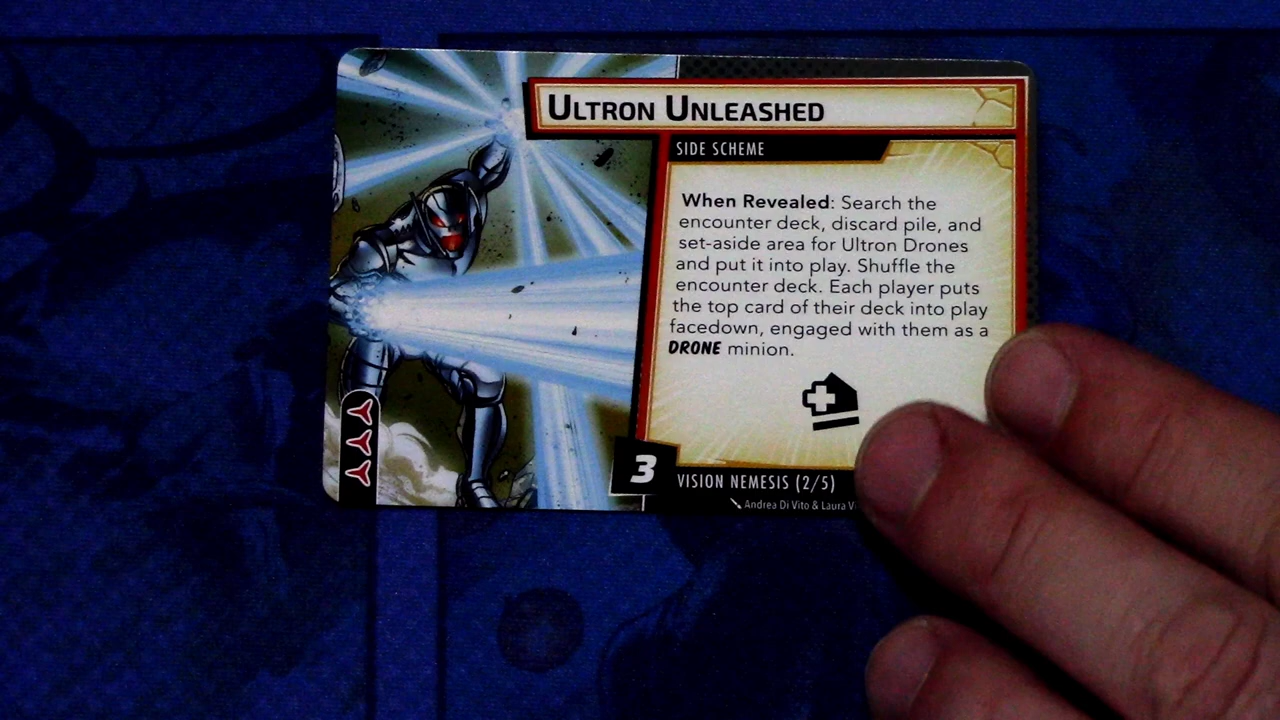 ULTRON UNLEASHED
SIDE SCHEME
When Revealed: Search the
encounter deck, discard pile, and
set-aside area for Ultron Drones
and put it into play. Shuffle the
encounter deck. Each player puts
the top card of their deck into play
facedown, engaged with them as a
DRONE minion.
3
VISION NEMESIS (2/5)
Andrea Di Vito & Laura